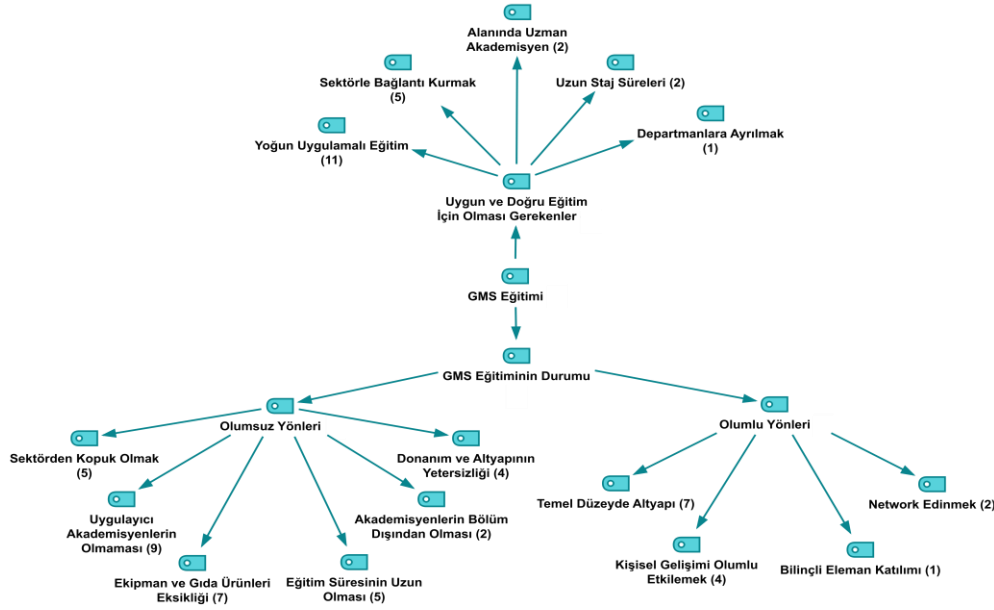 Alanında Uzman
Akademisyen (2)
Sektörle Bağlantı Kurmak
(5)
Uzun Staj Süreleri (2)
Yoğun Uygulamalı Eğitim
(11)
Departmanlara Ayrılmak
(1)
Uygun ve Doğru Eğitim
İçin Olması Gerekenler
GMS Eğitimi
GMS Eğitiminin Durumu
Olumsuz Yönleri
Olumlu Yönleri
Sektörden Kopuk Olmak
(5)
Donanım ve Altyapının
Yetersizliği (4)
Uygulayıcı
Akademisyenlerin
Olmaması (9)
Akademisyenlerin Bölüm
Dışından Olması (2)
Ekipman ve Gıda Ürünleri
Eksikliği (7)
Eğitim Süresinin Uzun
Olması (5)
Temel Düzeyde Altyapı (7)
Network Edinmek (2)
Kişisel Gelişimi Olumlu
Etkilemek (4)
Bilinçli Eleman Katılımı (1)